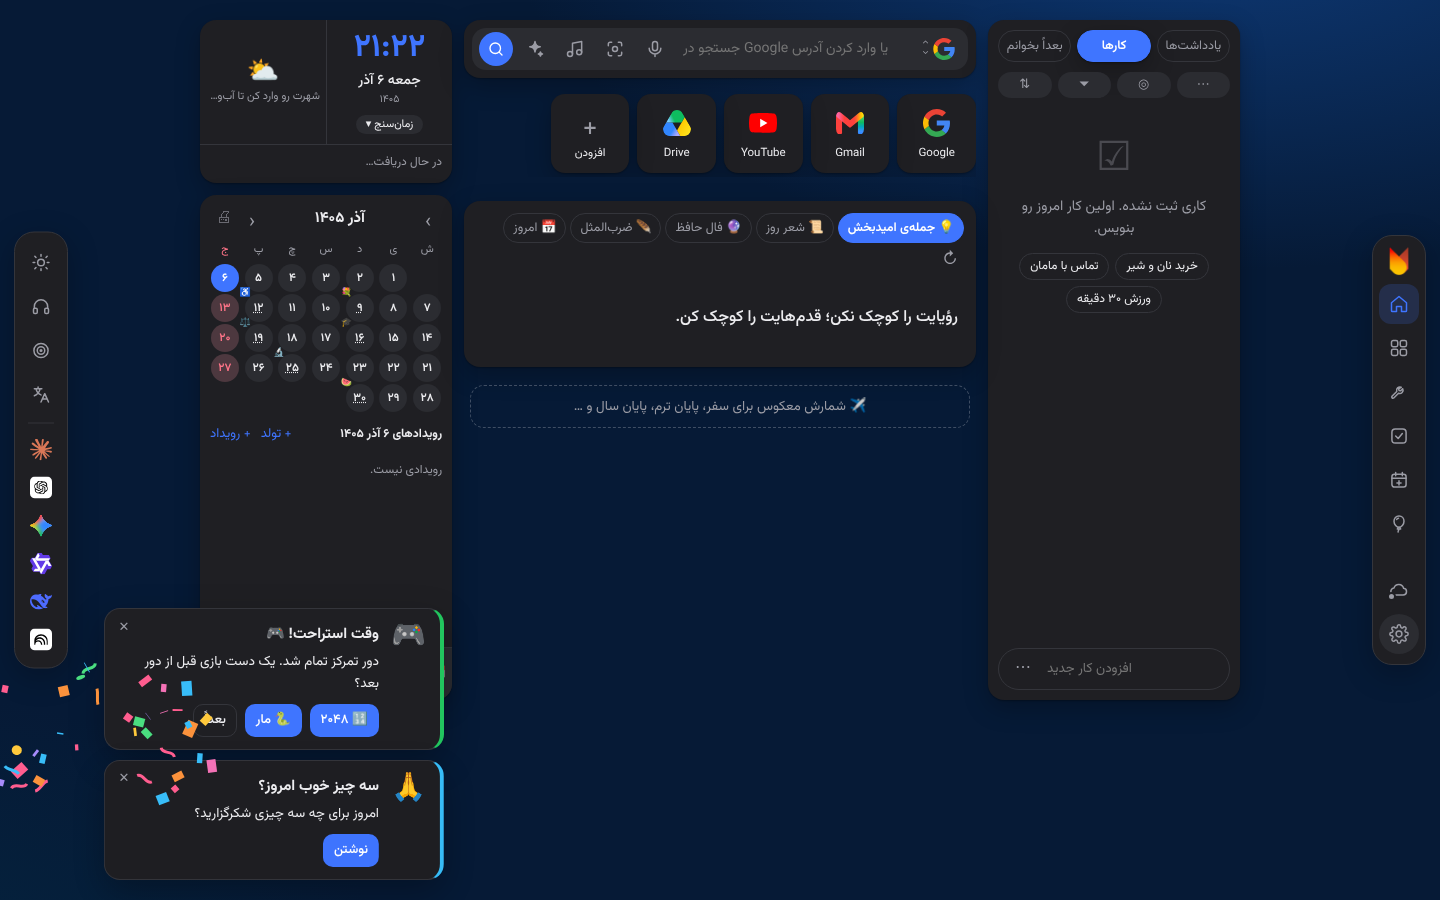 یادداشت‌ها
کارها
بعداً بخوانم
کاری ثبت نشده. اولین کار امروز رو
بنویس.
خرید نان و شیر
تماس با مامان
ورزش ۳۰ دقیقه
افزودن کار جدید
یا وارد کردن آدرس Google جستجو در
Google
Gmail
YouTube
Drive
افزودن
جمله‌ی امیدبخش
شعر روز
فال حافظ
ضرب‌المثل
امروز
رؤیایت را کوچک نکن؛ قدم‌هایت را کوچک کن.
شمارش معکوس برای سفر، پایان ترم، پایان سال و ...
۲۱:۲۲
جمعه ۶ آذر
۱۴۰۵
زمان‌سنج ▾
شهرت رو وارد کن تا آب‌و…
در حال دریافت…
آذر ۱۴۰۵
ش ی د س چ پ ج
۱ ۲ ۳ ۴ ۵ ۶
۷ ۸ ۹ ۱۰ ۱۱ ۱۲ ۱۳
۱۴ ۱۵ ۱۶ ۱۷ ۱۸ ۱۹ ۲۰
۲۱ ۲۲ ۲۳ ۲۴ ۲۵ ۲۶ ۲۷
۲۸ ۲۹ ۳۰
رویدادهای ۶ آذر ۱۴۰۵
+ تولد
+ رویداد
رویدادی نیست.
وقت استراحت!
دور تمرکز تمام شد. یک دست بازی قبل از دور
بعد؟
۲۰۴۸
مار
سه چیز خوب امروز؟
امروز برای چه سه چیزی شکرگزارید؟
نوشتن